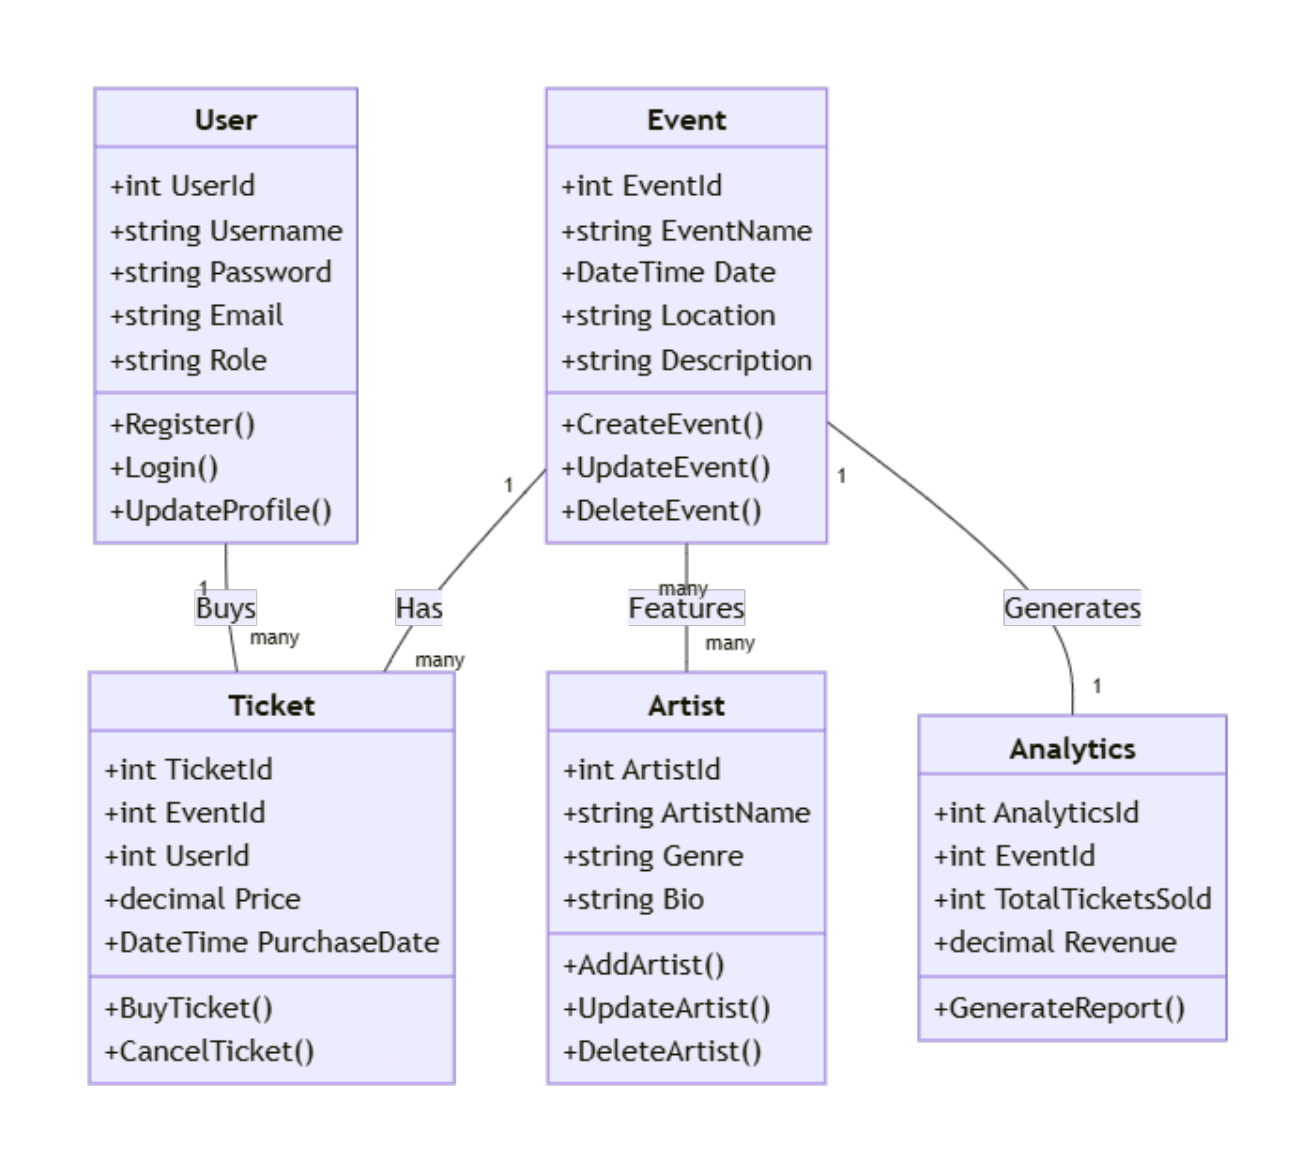 User
+int UserId
+string Username
+string Password
+string Email
+string Role
+Register()
+Login()
+UpdateProfile()
Event
+int EventId
+string EventName
+DateTime Date
+string Location
+string Description
+CreateEvent()
+UpdateEvent()
+DeleteEvent()
1
Buys
many
1
Has
many
many
Features
many
1
Generates
1
Ticket
+int TicketId
+int EventId
+int UserId
+decimal Price
+DateTime PurchaseDate
+BuyTicket()
+CancelTicket()
Artist
+int ArtistId
+string ArtistName
+string Genre
+string Bio
+AddArtist()
+UpdateArtist()
+DeleteArtist()
Analytics
+int AnalyticsId
+int EventId
+int TotalTicketsSold
+decimal Revenue
+GenerateReport()